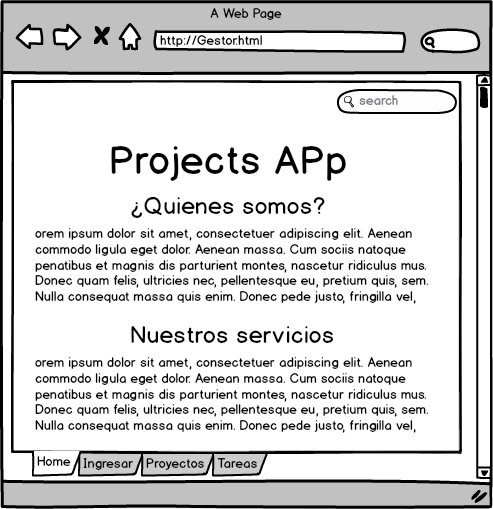 A Web Page
http://Gestor.html
search
Projects APp
¿Quienes somos?
orem ipsum dolor sit amet, consectetuer adipiscing elit. Aenean
commodo ligula eget dolor. Aenean massa. Cum sociis natoque
penatibus et magnis dis parturient montes, nascetur ridiculus mus.
Donec quam felis, ultricies nec, pellentesque eu, pretium quis, sem.
Nulla consequat massa quis enim. Donec pede justo, fringilla vel,
Nuestros servicios
orem ipsum dolor sit amet, consectetuer adipiscing elit. Aenean
commodo ligula eget dolor. Aenean massa. Cum sociis natoque
penatibus et magnis dis parturient montes, nascetur ridiculus mus.
Donec quam felis, ultricies nec, pellentesque eu, pretium quis, sem.
Nulla consequat massa quis enim. Donec pede justo, fringilla vel,
Home Ingresar Proyectos Tareas